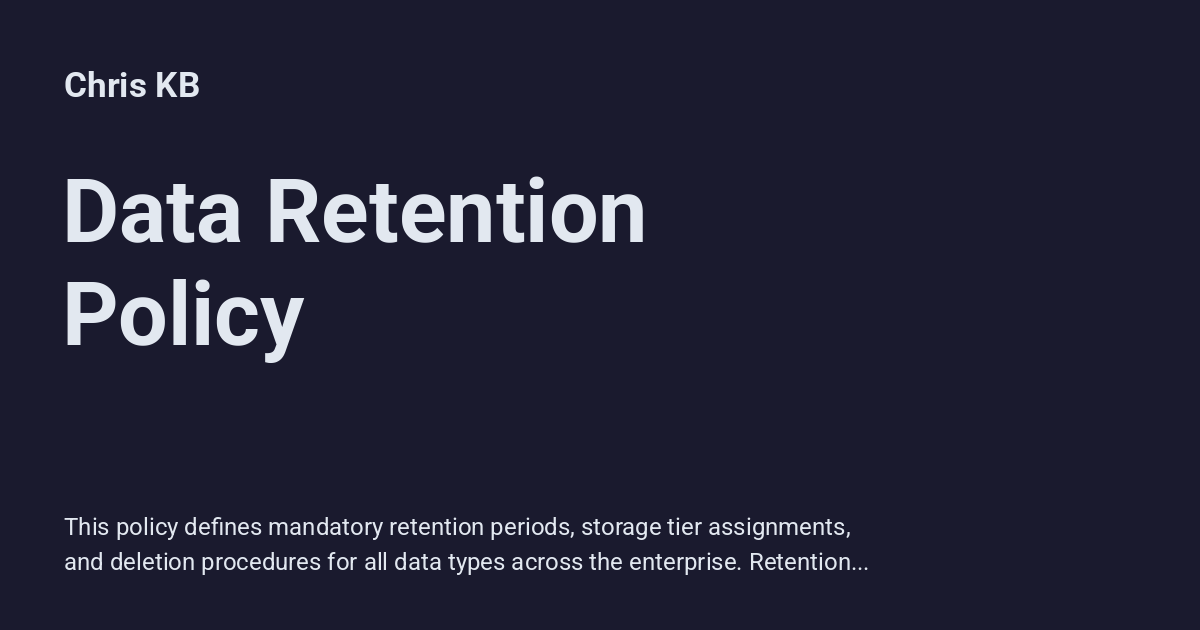 Chris KB
Data Retention
Policy
This policy defines mandatory retention periods, storage tier assignments,
and deletion procedures for all data types across the enterprise. Retention...